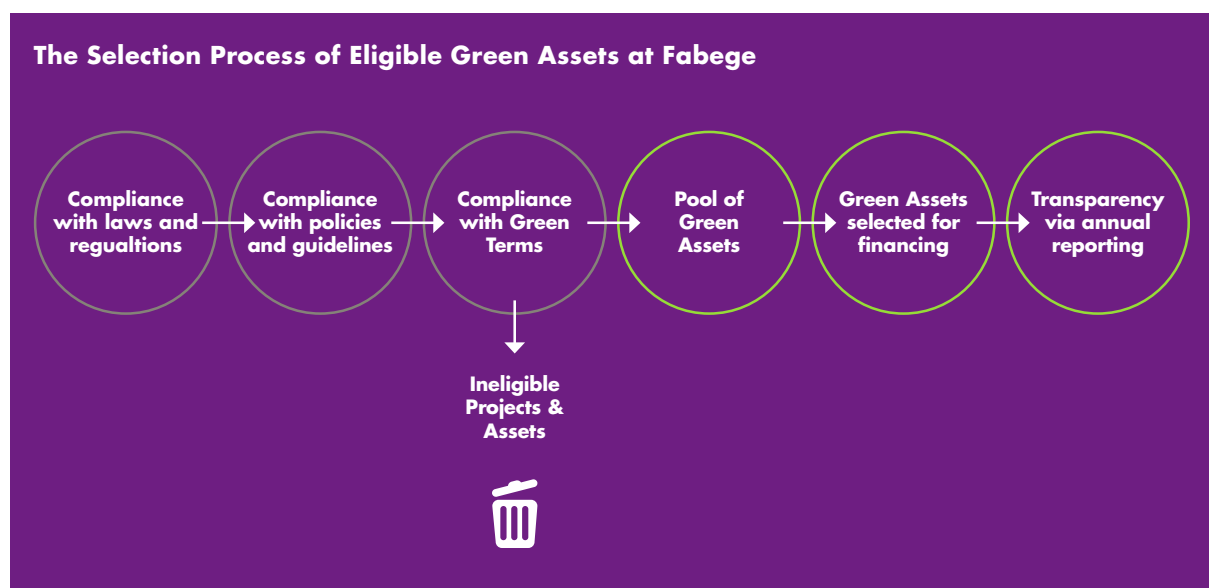 The Selection Process of Eligible Green Assets at Fabege
Compliance
with laws and
regualtions
Compliance
with policies
and guidelines
Compliance
with Green
Terms
Pool of
Green
Assets
Green Assets
selected for
financing
Transparency
via annual
reporting
Ineligible
Projects &
Assets